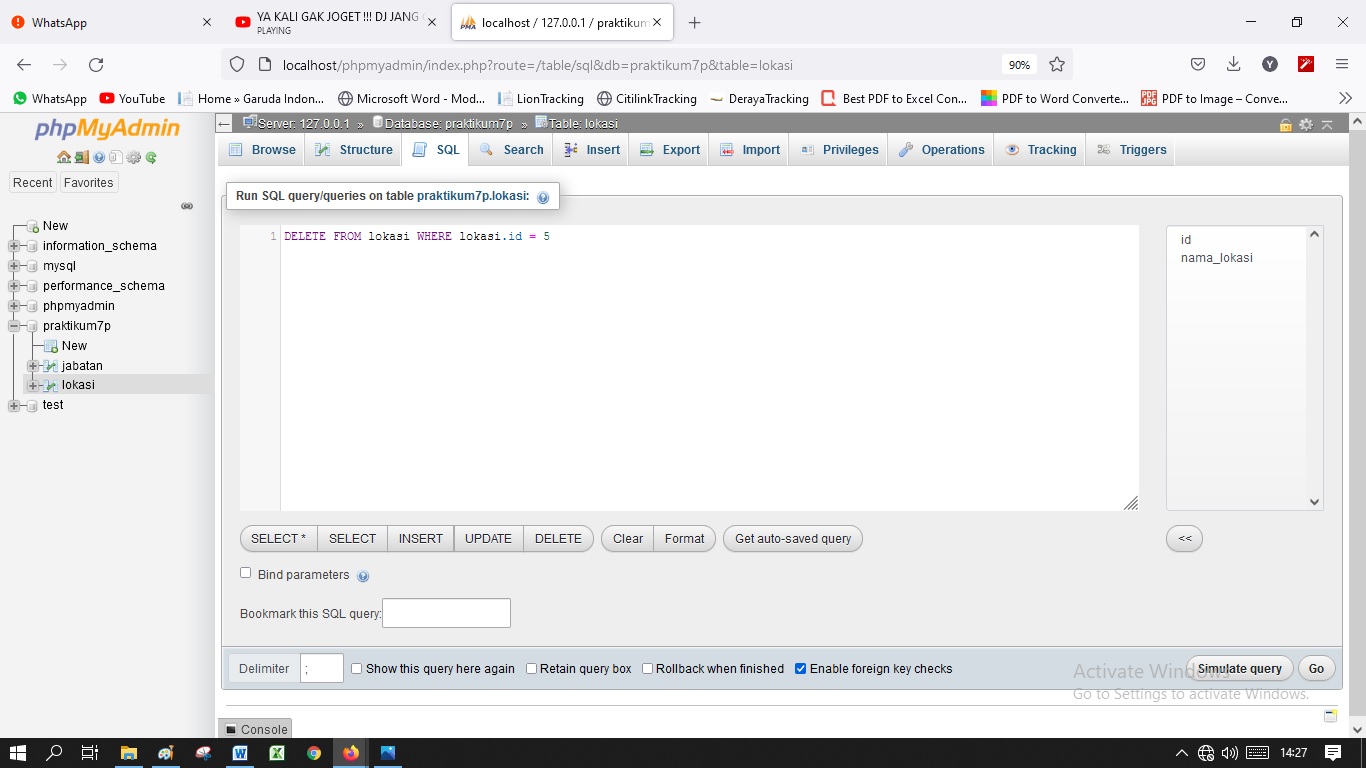 WhatsApp
YA KALI GAK JOGET !!! DJ JANG
PLAYING
localhost / 127.0.0.1 / praktikum
localhost/phpmyadmin/index.php?route=/table/sql&db=praktikum7p&table=lokasi
90%
Y
WhatsApp
YouTube
Home » Garuda Indon...
Microsoft Word - Mod...
LionTracking
CitilinkTracking
DerayaTracking
Best PDF to Excel Con...
PDF to Word Converte...
PDF to Image – Conve...
phpMyAdmin
Recent
Favorites
New
information_schema
mysql
performance_schema
phpmyadmin
praktikum7p
New
jabatan
lokasi
test
Server: 127.0.0.1 » Database: praktikum7p » Table: lokasi
Browse
Structure
SQL
Search
Insert
Export
Import
Privileges
Operations
Tracking
Triggers
Run SQL query/queries on table praktikum7p.lokasi:
1 DELETE FROM lokasi WHERE lokasi.id = 5
id
nama_lokasi
SELECT *
SELECT
INSERT
UPDATE
DELETE
Clear
Format
Get auto-saved query
<<
Bind parameters
Bookmark this SQL query:
Delimiter ;
Show this query here again
Retain query box
Rollback when finished
Enable foreign key checks
Simulate query
Go
Activate Windows
Go to Settings to activate Windows.
Console
14:27